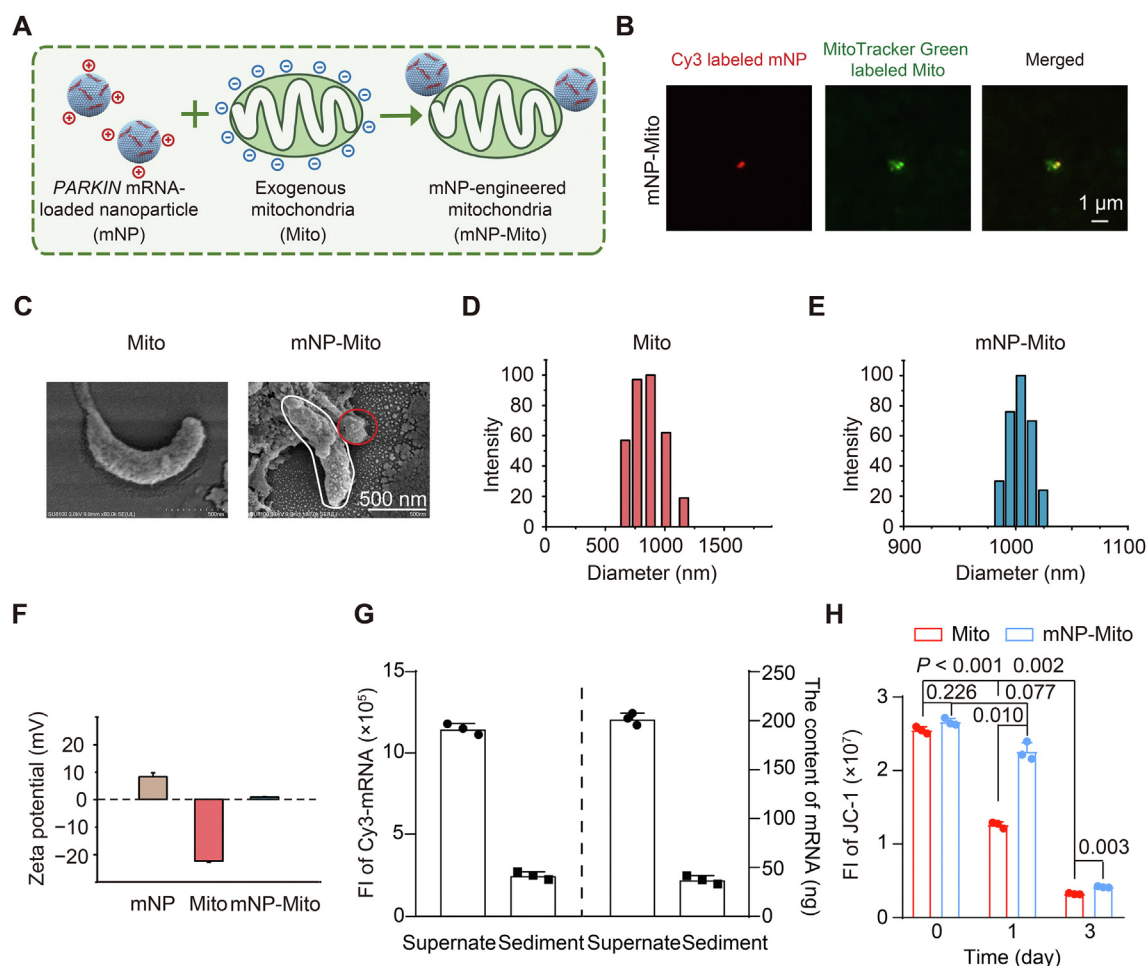 A
PARKIN mRNA-
loaded nanoparticle
(mNP)
Exogenous
mitochondria
(Mito)
mNP-engineered
mitochondria
(mNP-Mito)
B
Cy3 labeled mNP
MitoTracker Green
labeled Mito
Merged
mNP-Mito
1 μm
C
Mito
mNP-Mito
500nm
500 nm
D
Mito
Intensity
100
80
60
40
20
0
0
500
1000
1500
Diameter (nm)
E
mNP-Mito
Intensity
100
80
60
40
20
0
900
1000
1100
Diameter (nm)
F
Zeta potential (mV)
20
10
0
−10
−20
mNP
Mito
mNP-Mito
G
FI of Cy3-mRNA (×10⁵)
15
10
5
0
250
200
150
100
50
0
The content of mRNA
(ng)
Supernate
Sediment
Supernate
Sediment
H
Mito
mNP-Mito
P < 0.001
0.002
0.226
0.077
0.010
0.003
FI of JC-1 (×10⁷)
3
2
1
0
0
1
3
Time (day)